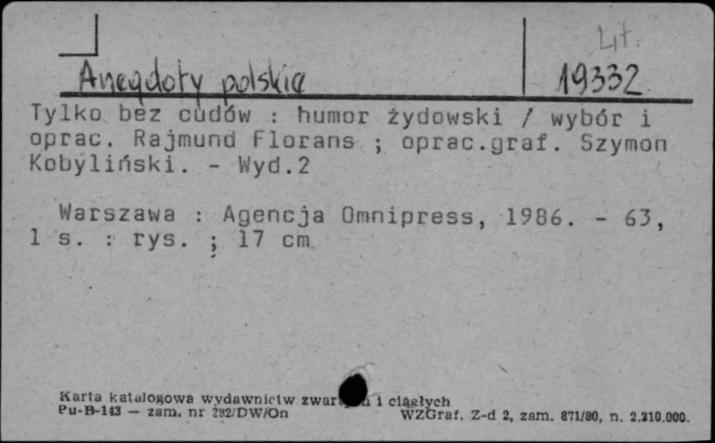 Lit.
Anegdoty polskie 19332
Tylko bez cudów : humor żydowski / wybór i
oprac. Rajmund Florans ; oprac.graf. Szymon
Kobyliński. - Wyd.2
Warszawa : Agencja Omnipress, 1986. - 63,
1 s. : rys. ; 17 cm
Karta katalogowa wydawnictw i ciągłych
Pu-B-143 — zam. nr 282/DW/On WZGraf. Z-d 2, zam. 871/80, n. 2.310.000.